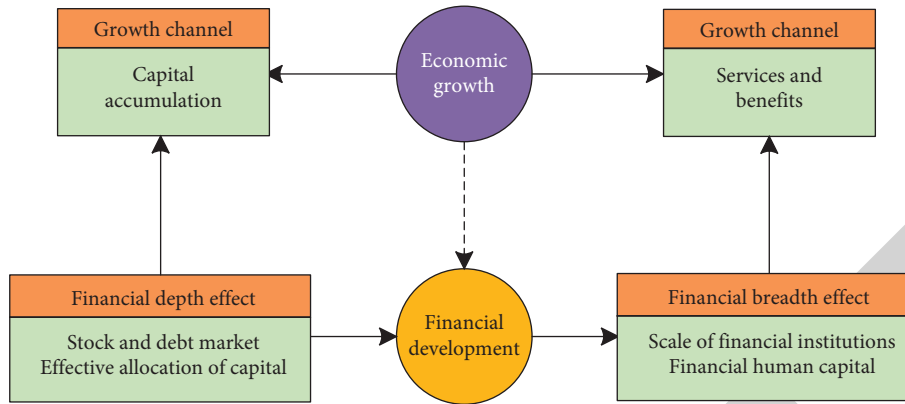 Growth channel
Capital
accumulation
Economic
growth
Growth channel
Services and
benefits
Financial depth effect
Stock and debt market
Effective allocation of capital
Financial
development
Financial breadth effect
Scale of financial institutions
Financial human capital